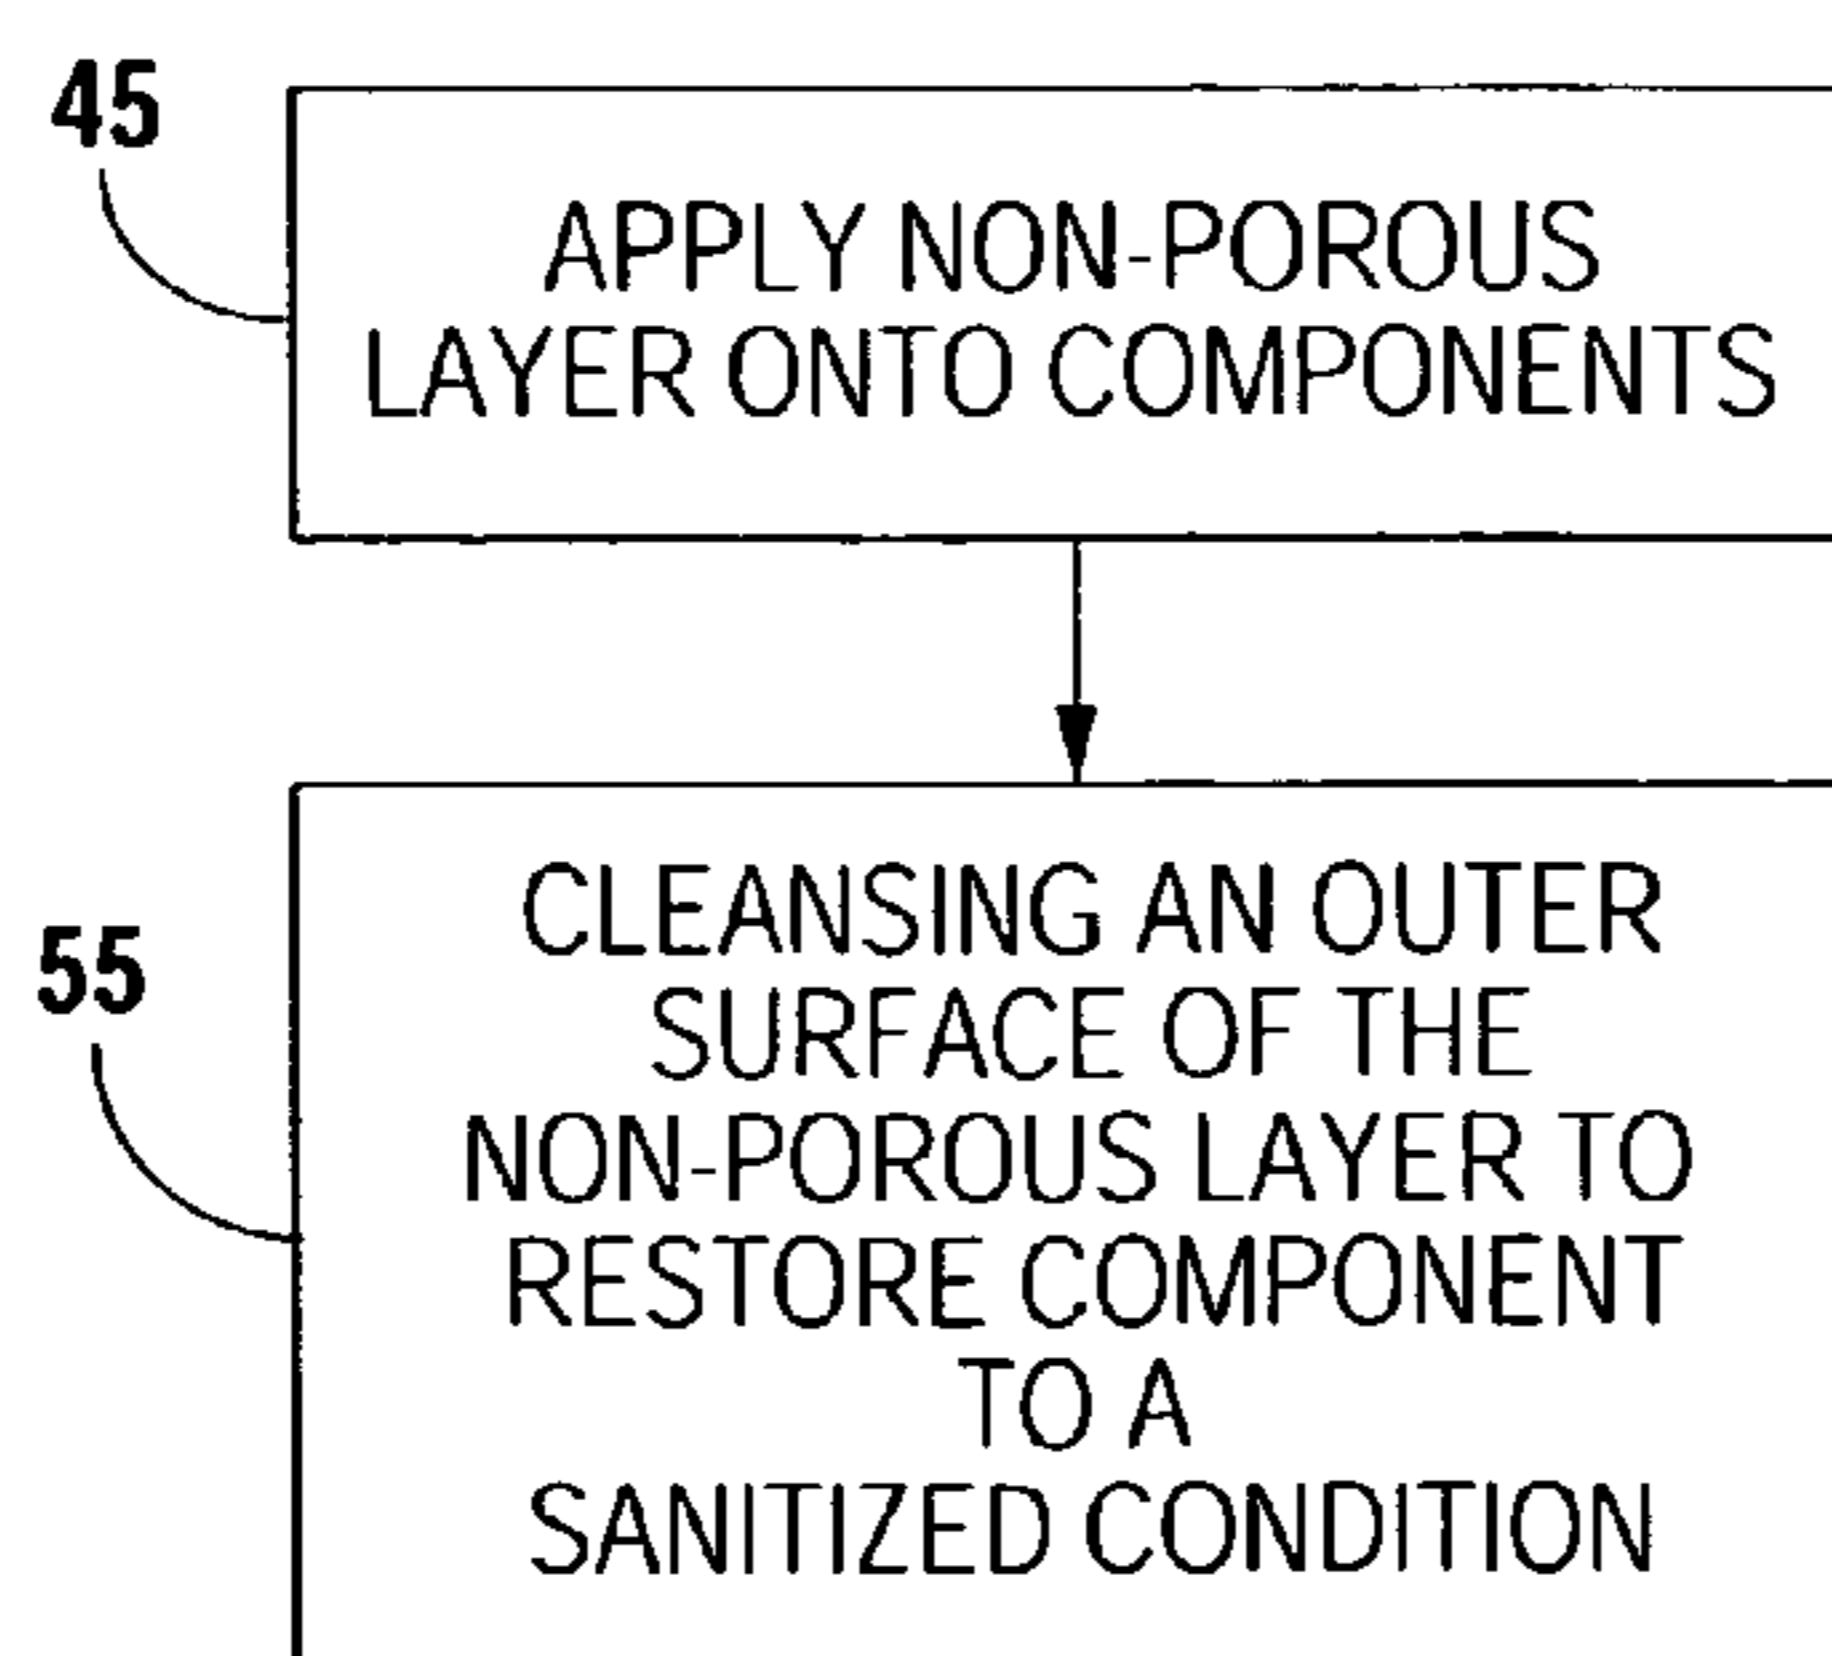 45
APPLY NON-POROUS
LAYER ONTO COMPONENTS
55
CLEANSING AN OUTER
SURFACE OF THE
NON-POROUS LAYER TO
RESTORE COMPONENT
TO A
SANITIZED CONDITION